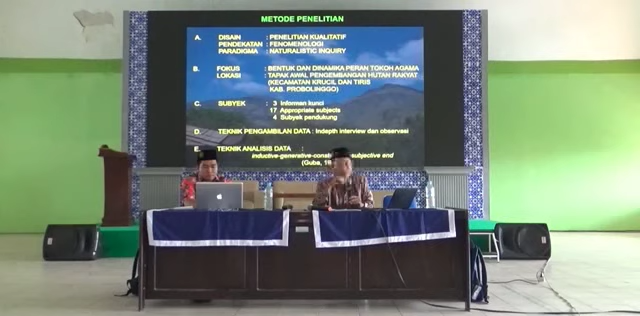 METODE PENELITIAN
A. DISAIN : PENELITIAN KUALITATIF
PENDEKATAN : FENOMENOLOGI
PARADIGMA : NATURALISTIC INQUIRY
B. FOKUS : BENTUK DAN DINAMIKA PERAN TOKOH AGAMA
LOKASI : TAPAK AWAL PENGEMBANGAN HUTAN RAKYAT
(KECAMATAN KRUCIL DAN TIRIS
KAB. PROBOLINGGO)
C. SUBYEK : 3 Informan kunci
17 Appropriate subjects
4 Subyek pendukung
D. TEKNIK PENGAMBILAN DATA : Indepth interview dan observasi
E. TEKNIK ANALISIS DATA :
inductive-generative- subjective end
(Guba,